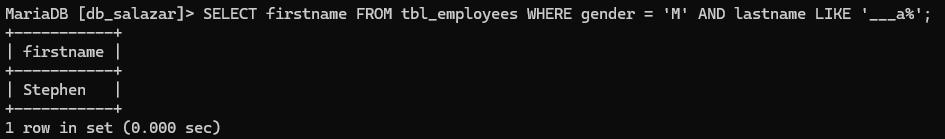 MariaDB [db_salazar]> SELECT firstname FROM tbl_employees WHERE gender = 'M' AND lastname LIKE '___a%';
+-----------+
| firstname |
+-----------+
| Stephen   |
+-----------+
1 row in set (0.000 sec)